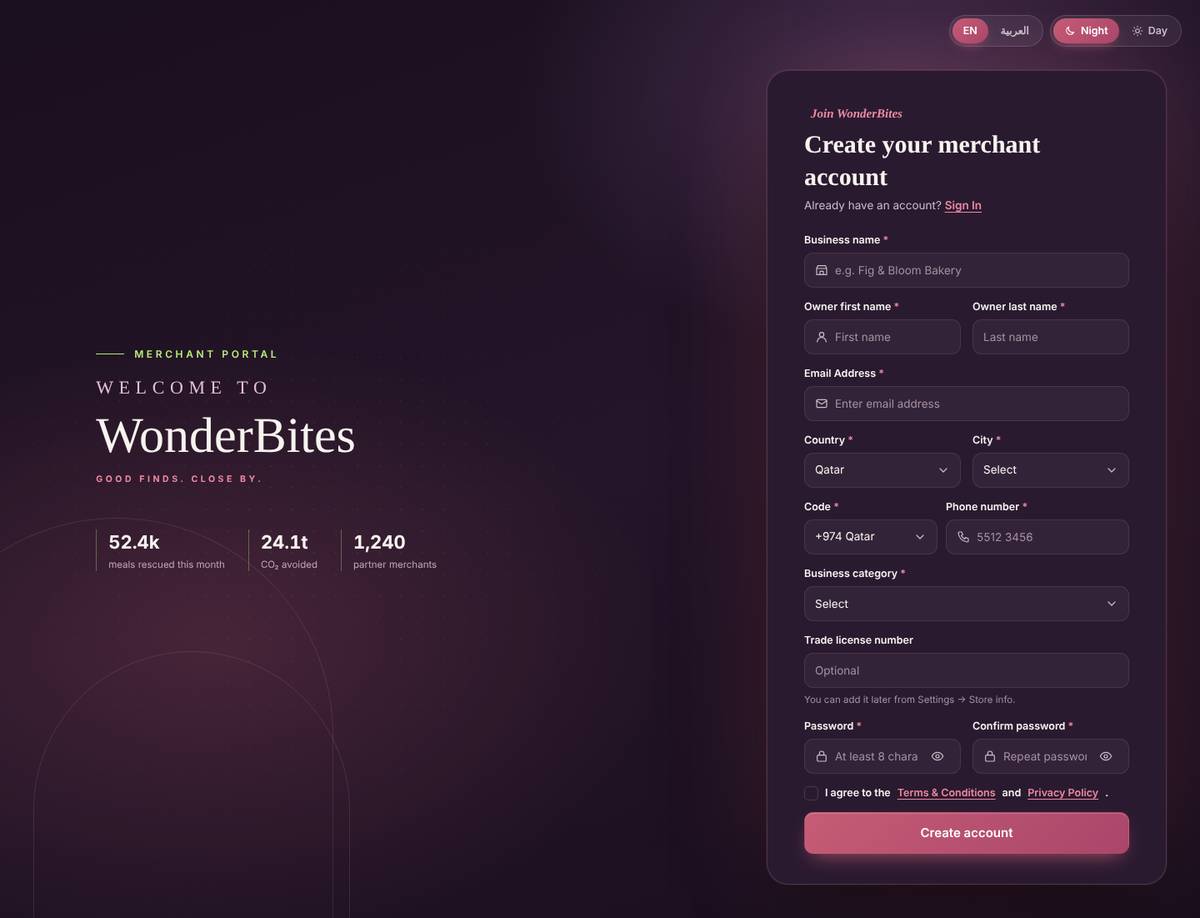 EN العربية Night Day
Join WonderBites
Create your merchant
account
Already have an account? Sign In
Business name *
e.g. Fig & Bloom Bakery
Owner first name * Owner last name *
First name Last name
Email Address *
Enter email address
Country * City *
Qatar Select
Code * Phone number *
+974 Qatar 5512 3456
Business category *
Select
Trade license number
Optional
You can add it later from Settings → Store info.
Password * Confirm password *
At least 8 chara Repeat passwor
I agree to the Terms & Conditions and Privacy Policy .
Create account
MERCHANT PORTAL
WELCOME TO
WonderBites
GOOD FINDS. CLOSE BY.
52.4k 24.1t 1,240
meals rescued this month CO₂ avoided partner merchants